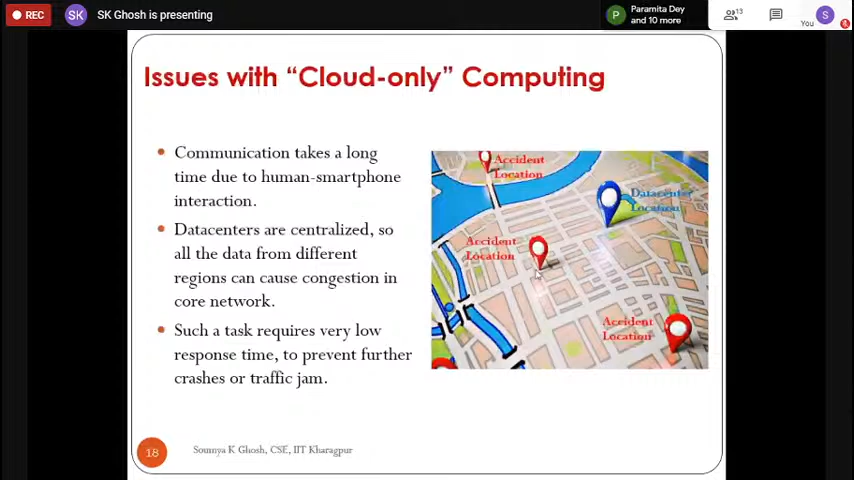 REC
SK
SK Ghosh is presenting
P
Paramita Dey
and 10 more
13
You
S
Issues with “Cloud-only” Computing
Communication takes a long
time due to human-smartphone
interaction.
Datacenters are centralized, so
all the data from different
regions can cause congestion in
core network.
Such a task requires very low
response time, to prevent further
crashes or traffic jam.
Accident
Location
Datacenter
Location
Accident
Location
Accident
Location
18
Soumya K Ghosh, CSE, IIT Kharagpur